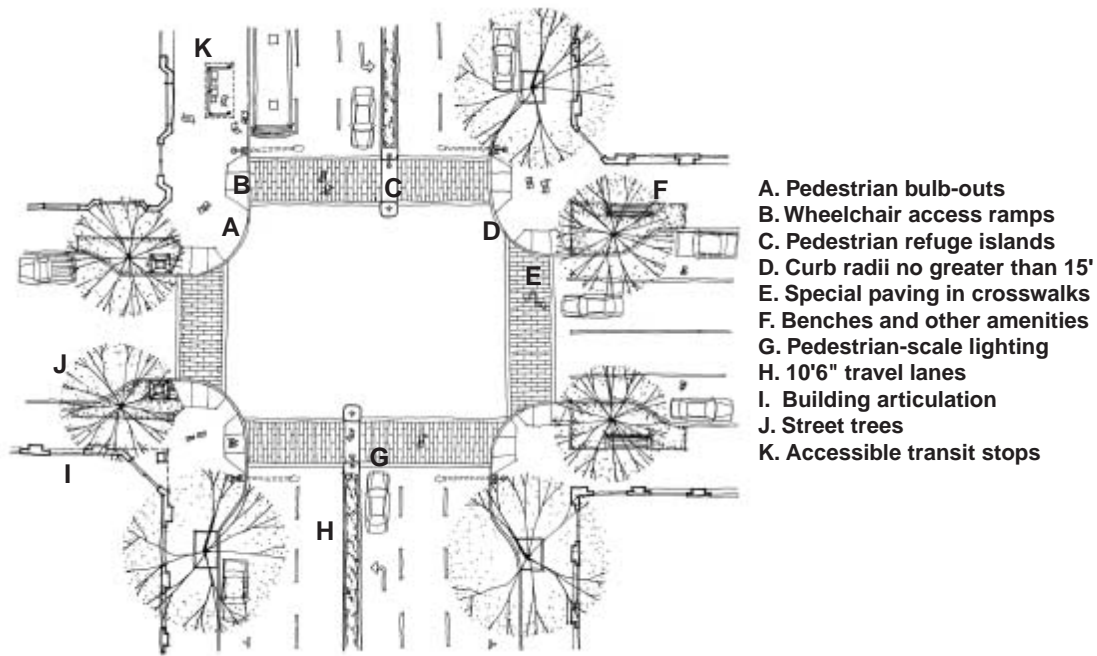 K
B
C
F
A
D
E
J
G
I
H
A. Pedestrian bulb-outs
B. Wheelchair access ramps
C. Pedestrian refuge islands
D. Curb radii no greater than 15'
E. Special paving in crosswalks
F. Benches and other amenities
G. Pedestrian-scale lighting
H. 10'6" travel lanes
I. Building articulation
J. Street trees
K. Accessible transit stops